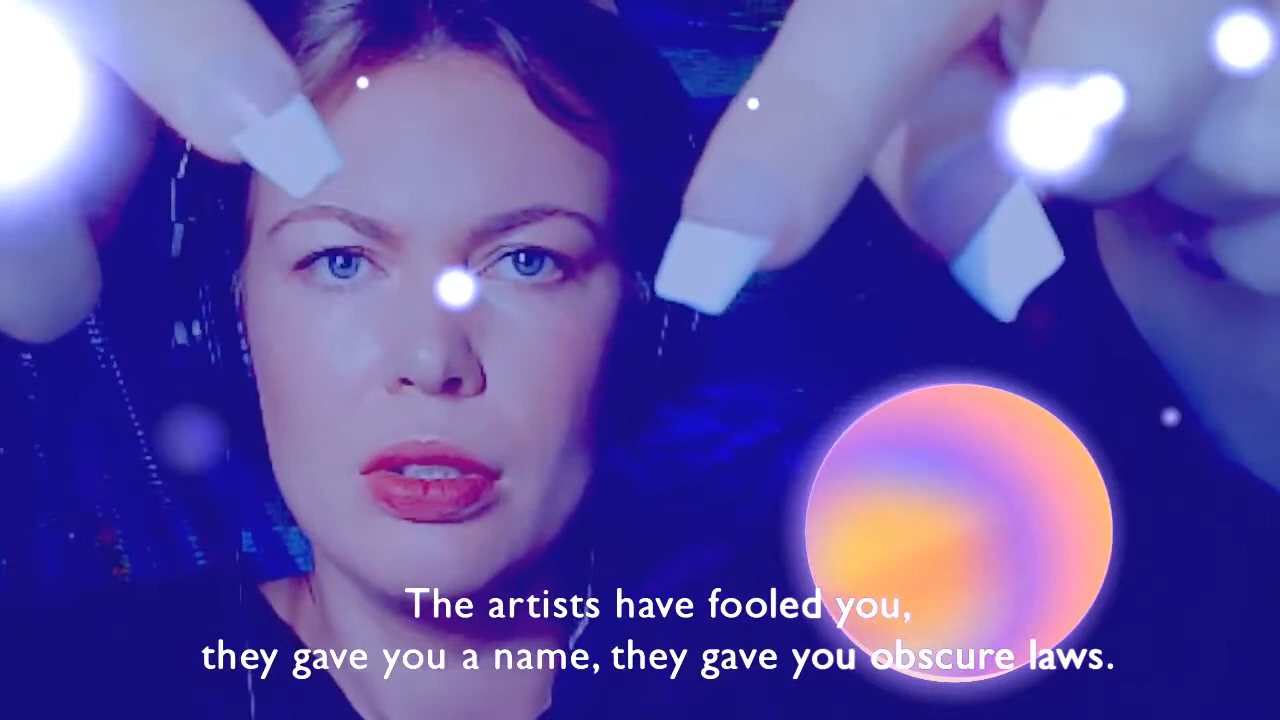 The artists have fooled you,
they gave you a name, they gave you obscure laws.